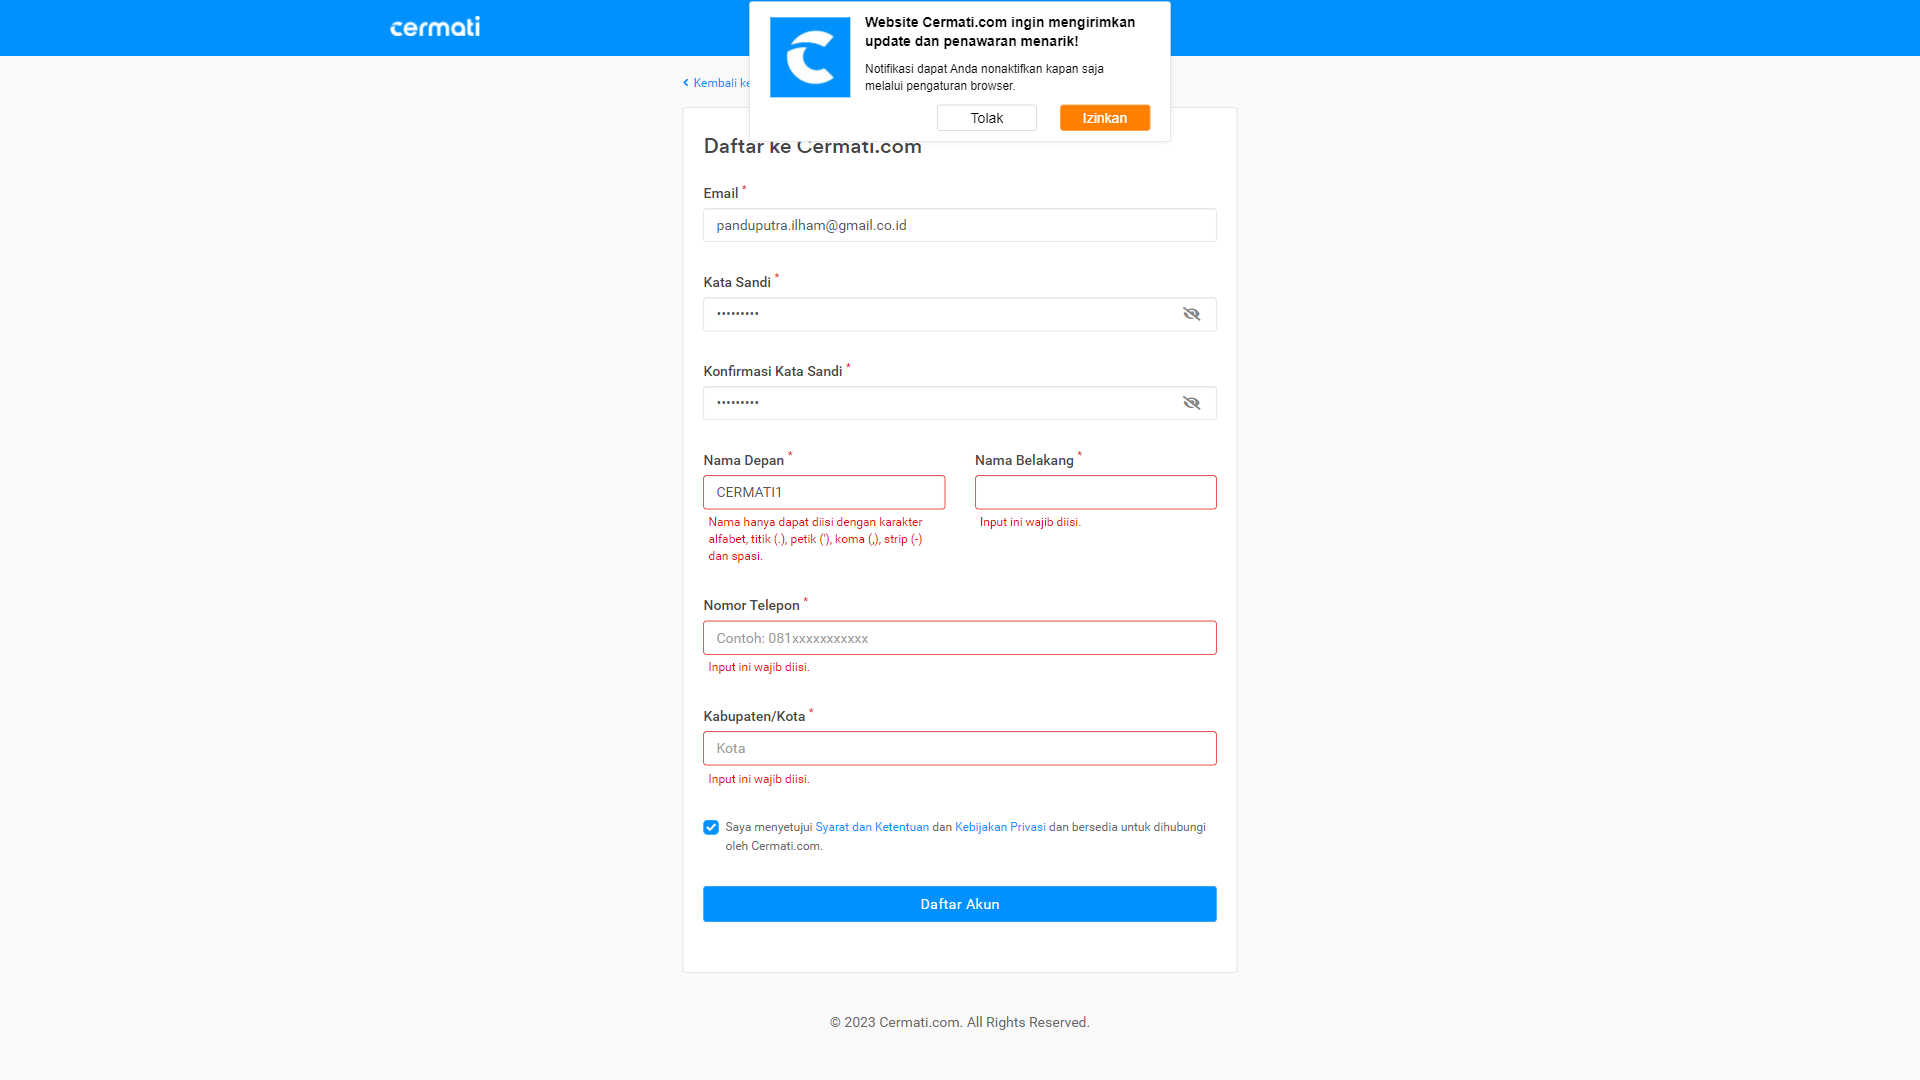 cermati
Website Cermati.com ingin mengirimkan
update dan penawaran menarik!
Notifikasi dapat Anda nonaktifkan kapan saja
melalui pengaturan browser.
Tolak
Izinkan
Kembali ke
Daftar ke Cermati.com
Email *
panduputra.ilham@gmail.co.id
Kata Sandi *
•••••••••
Konfirmasi Kata Sandi *
•••••••••
Nama Depan *
Nama Belakang *
CERMATI1
Nama hanya dapat diisi dengan karakter
alfabet, titik (.), petik ('), koma (,), strip (-)
dan spasi.
Input ini wajib diisi.
Nomor Telepon *
Contoh: 081xxxxxxxxxxx
Input ini wajib diisi.
Kabupaten/Kota *
Kota
Input ini wajib diisi.
Saya menyetujui Syarat dan Ketentuan dan Kebijakan Privasi dan bersedia untuk dihubungi
oleh Cermati.com.
Daftar Akun
© 2023 Cermati.com. All Rights Reserved.